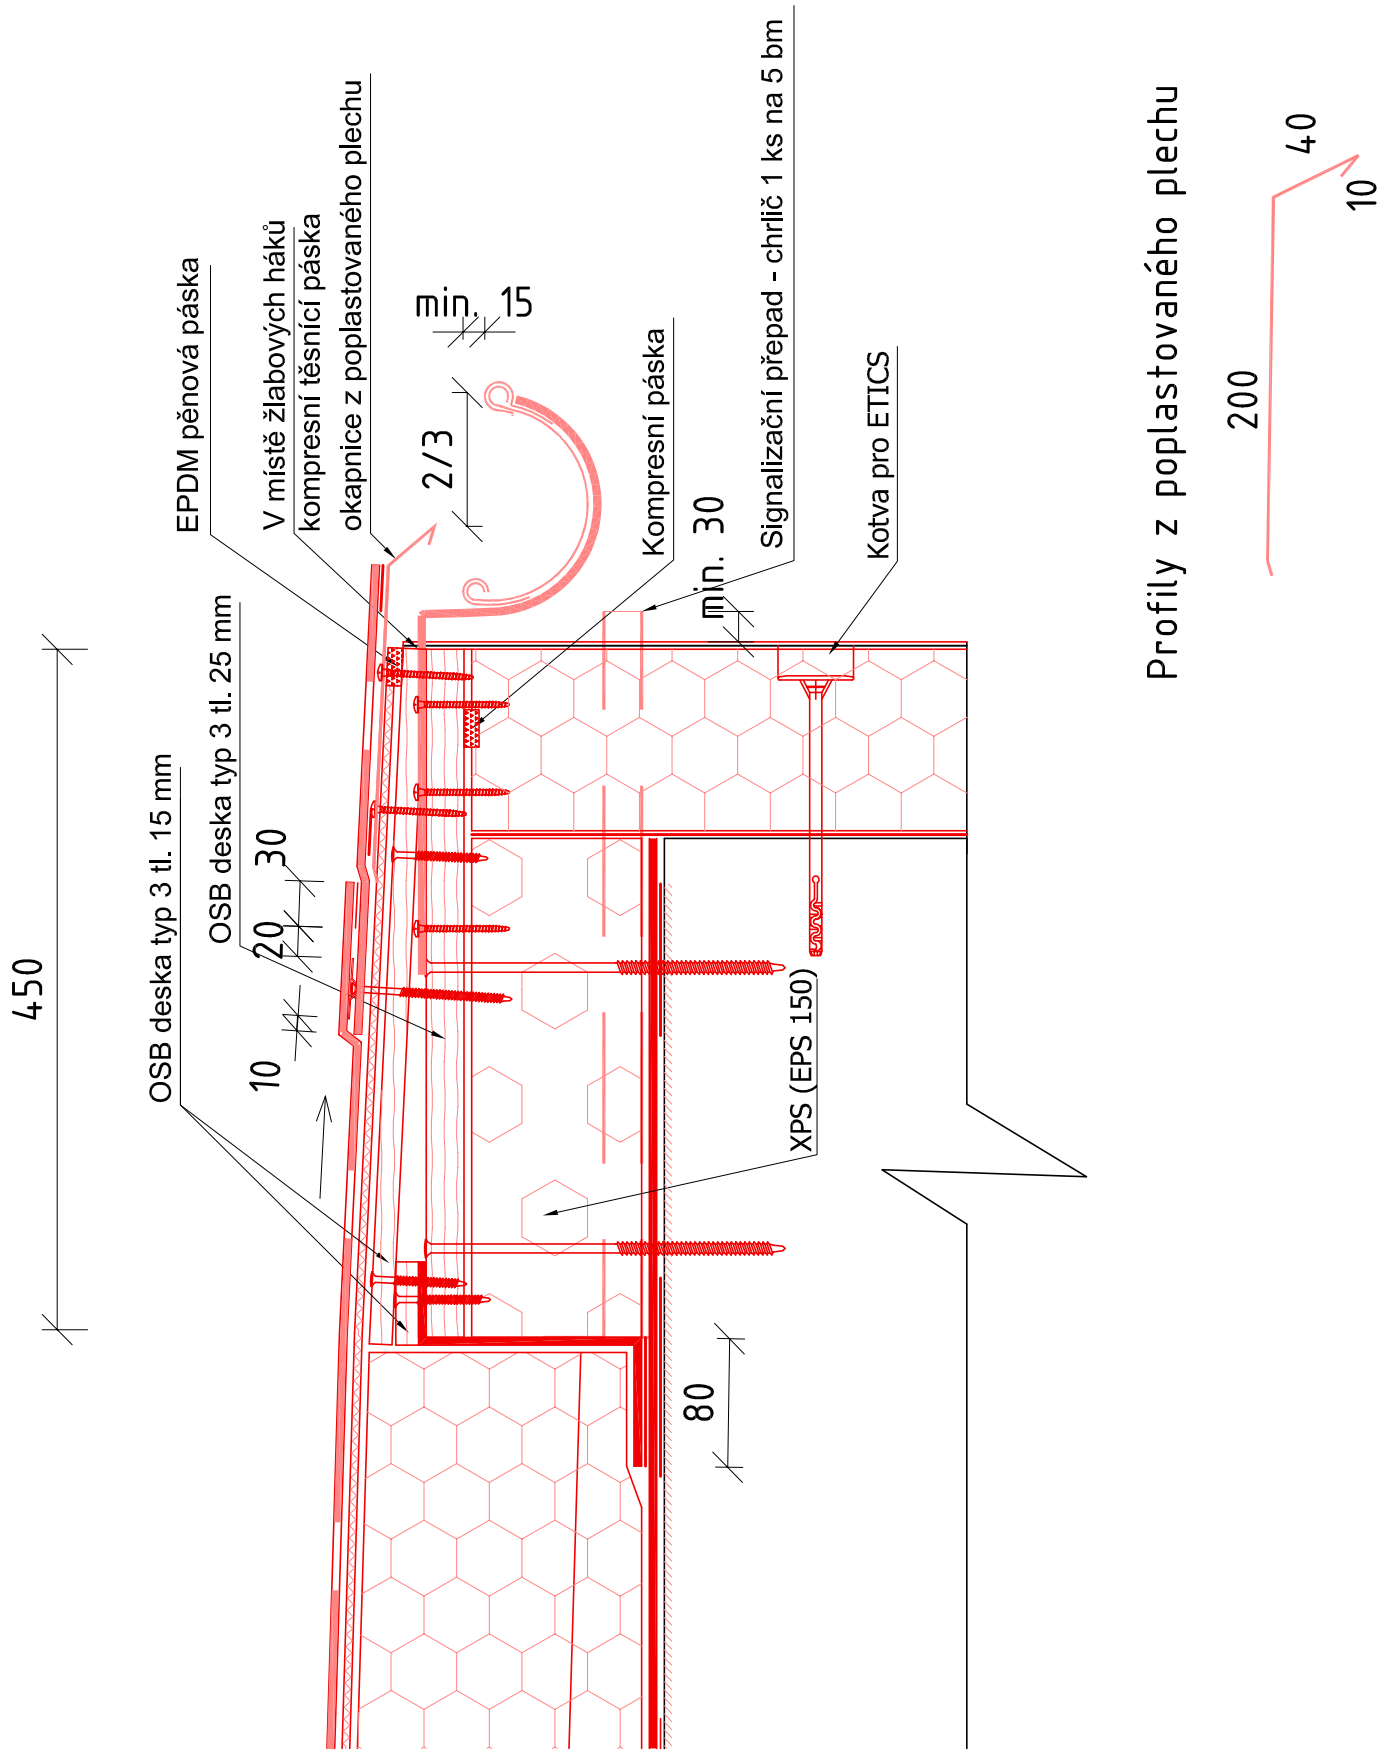 450
OSB deska typ 3 tl. 15 mm
OSB deska typ 3 tl. 25 mm
EPDM pěnová páska
V místě žlabových háků
kompresní těsnící páska
okapnice z poplastovaného plechu
10
20
30
min. 15
2/3
Kompresní páska
min. 30
Signalizační přepad - chrlič 1 ks na 5 bm
Kotva pro ETICS
XPS (EPS 150)
80
Profily z poplastovaného plechu
200
40
10